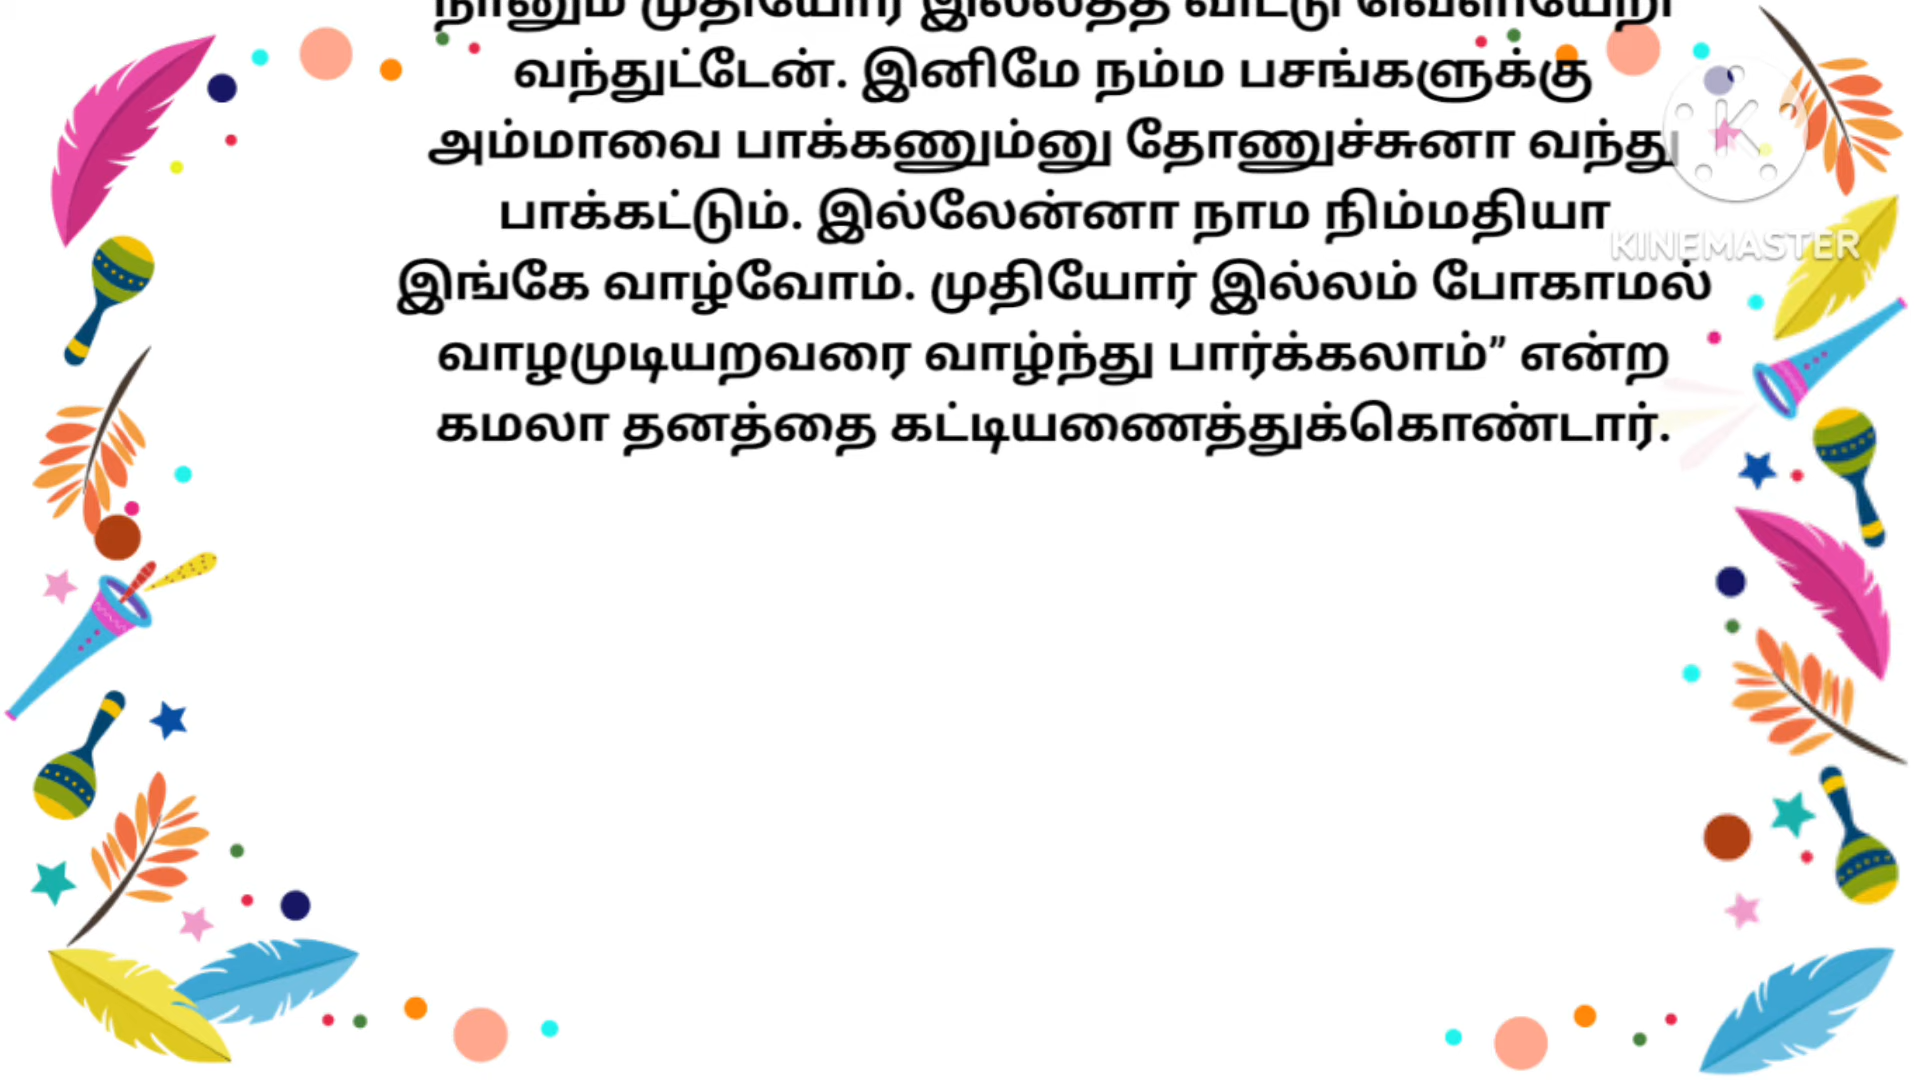 நானும் முதியோர் இல்லத்த விட்டு வெளியேறி
வந்துட்டேன். இனிமே நம்ம பசங்களுக்கு
அம்மாவை பாக்கணும்னு தோணுச்சுனா வந்து
பாக்கட்டும். இல்லேன்னா நாம நிம்மதியா
இங்கே வாழ்வோம். முதியோர் இல்லம் போகாமல்
வாழமுடியறவரை வாழ்ந்து பார்க்கலாம்” என்ற
கமலா தனத்தை கட்டியணைத்துக்கொண்டார்.
K
KINEMASTER